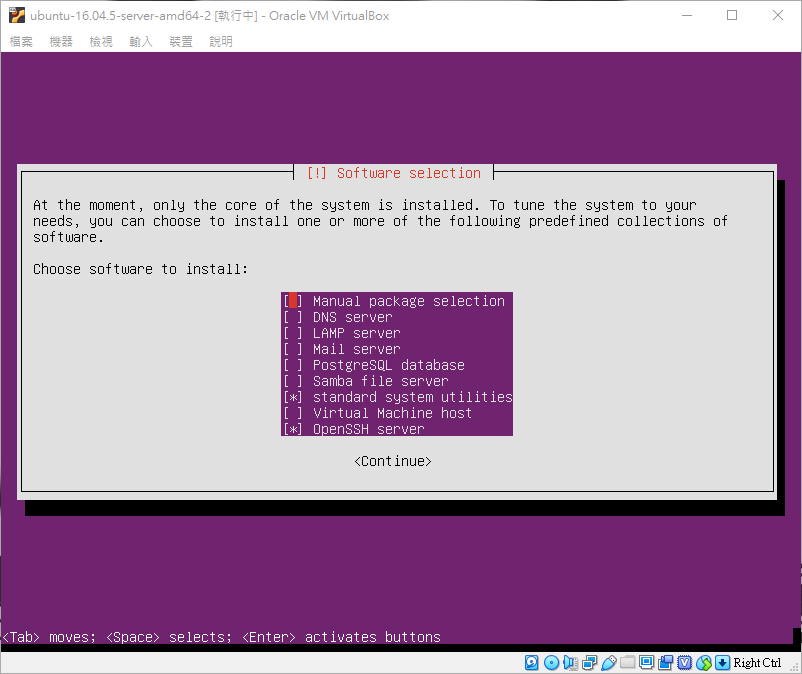 ubuntu-16.04.5-server-amd64-2 [執行中] - Oracle VM VirtualBox
檔案 機器 檢視 輸入 裝置 說明
[!] Software selection
At the moment, only the core of the system is installed. To tune the system to your
needs, you can choose to install one or more of the following predefined collections of
software.
Choose software to install:
[ ] Manual package selection
[ ] DNS server
[ ] LAMP server
[ ] Mail server
[ ] PostgreSQL database
[ ] Samba file server
[*] standard system utilities
[ ] Virtual Machine host
[*] OpenSSH server
<Continue>
<Tab> moves; <Space> selects; <Enter> activates buttons
Right Ctrl